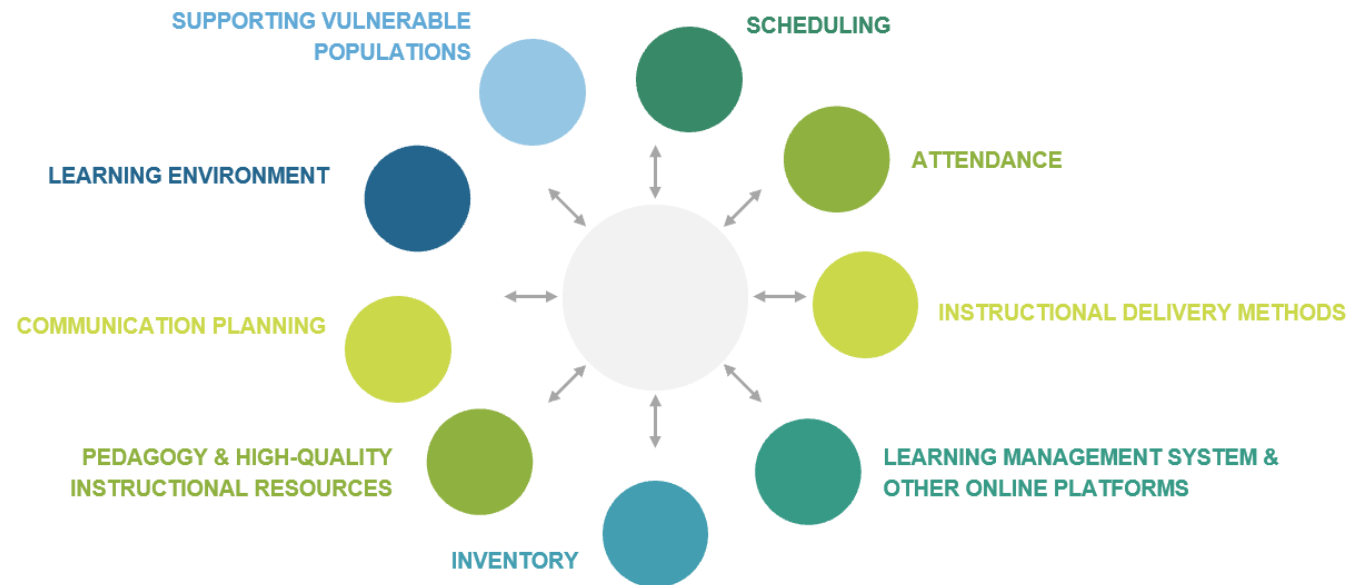 SUPPORTING VULNERABLE
POPULATIONS
SCHEDULING
ATTENDANCE
INSTRUCTIONAL DELIVERY METHODS
LEARNING MANAGEMENT SYSTEM &
OTHER ONLINE PLATFORMS
INVENTORY
PEDAGOGY & HIGH-QUALITY
INSTRUCTIONAL RESOURCES
COMMUNICATION PLANNING
LEARNING ENVIRONMENT